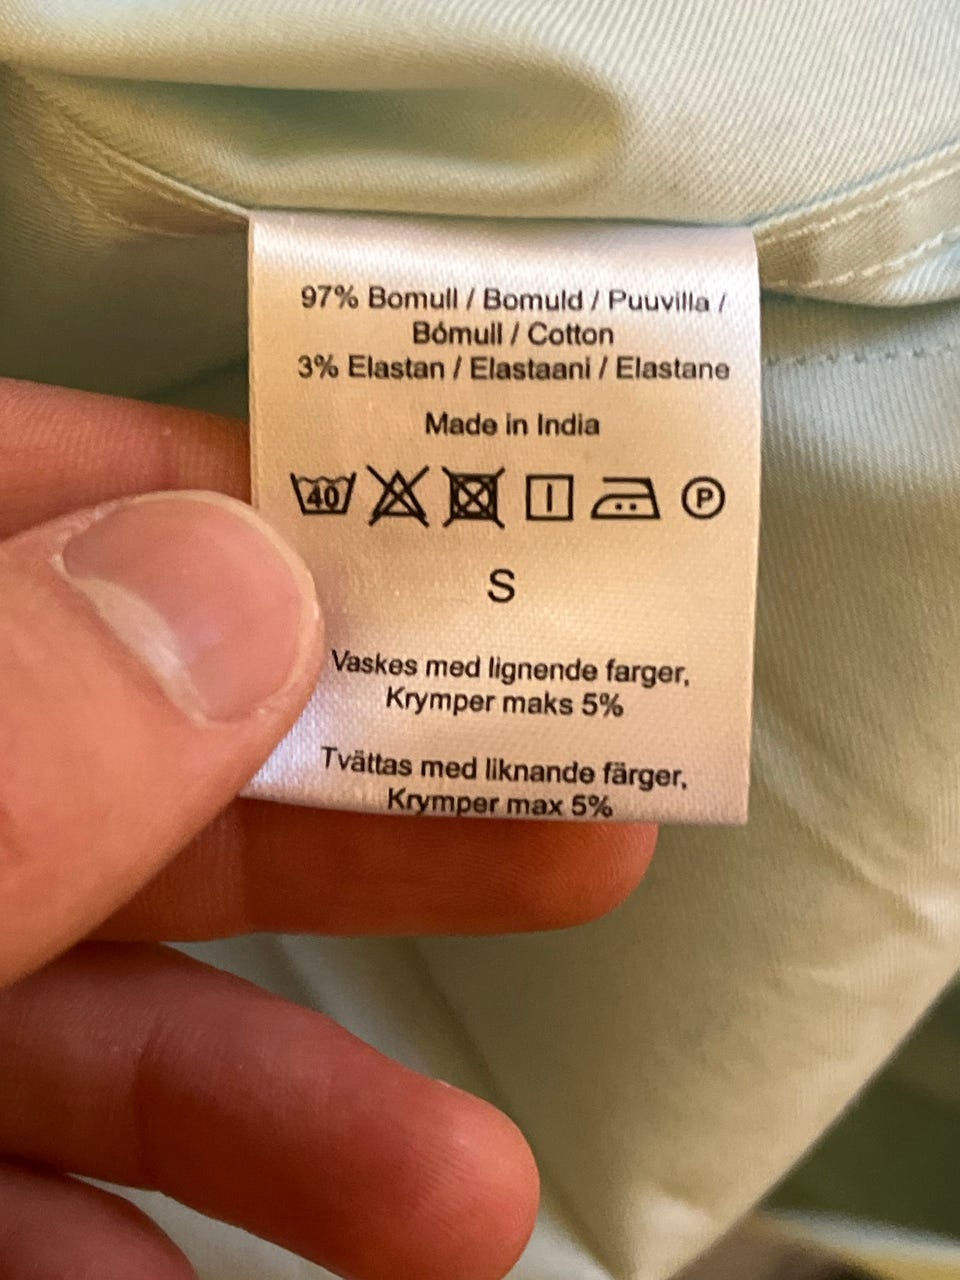 97% Bomull / Bomuld / Puuvilla /
Bómull / Cotton
3% Elastan / Elastaani / Elastane
Made in India
40 P
S
Vaskes med lignende farger,
Krymper maks 5%
Tvättas med liknande färger,
Krymper max 5%